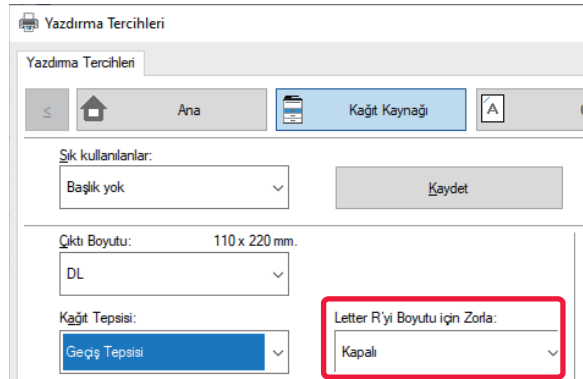 Yazdırma Tercihleri
Yazdırma Tercihleri
<
Ana
Kağıt Kaynağı
A
Sık kullanılanlar:
Başlık yok
Kaydet
Çıktı Boyutu: 110 x 220 mm.
DL
Kağıt Tepsisi: Letter R'yi Boyutu için Zorla:
Geçiş Tepsisi Kapalı